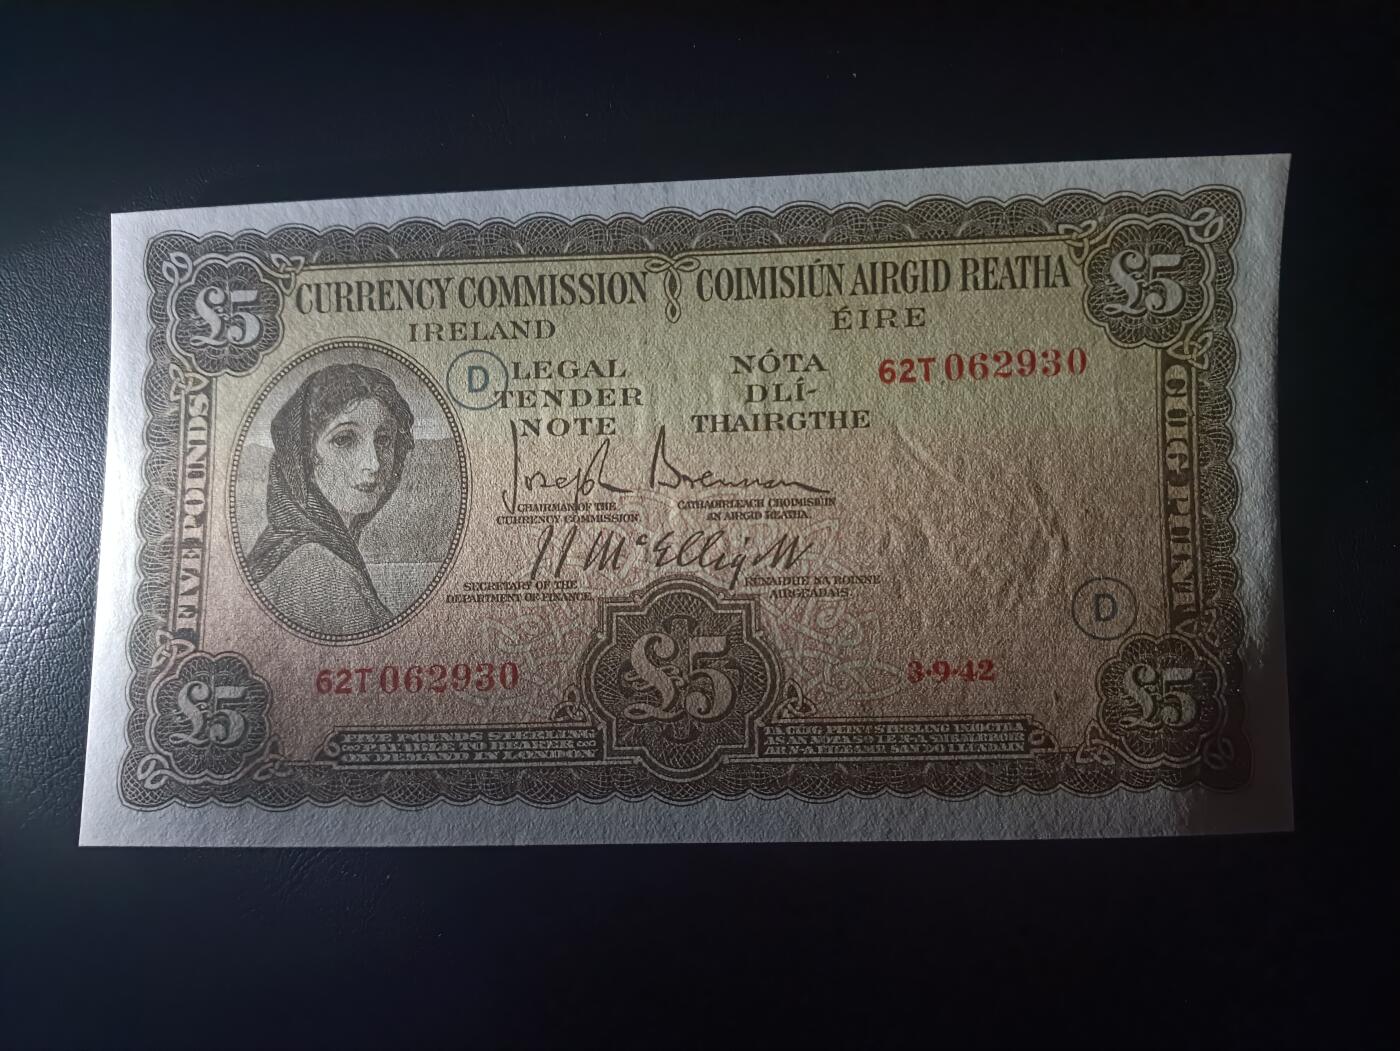 £5
£5
CURRENCY COMMISSION
IRELAND
COIMISIÚN AIRGID REATHA
ÉIRE
D
LEGAL
TENDER
NOTE
NÓTA
DLÍ-
THAIRGTHE
62T 062930
FIVE POUNDS
CÚIG PUINT
Joseph Brennan
CHAIRMAN OF THE
CURRENCY COMMISSION.
CATHAOIRLEACH CHOIMISIÚIN
AN AIRGID REATHA.
J J McElligott
SECRETARY OF THE
DEPARTMENT OF FINANCE.
RÚNAIDHE NA ROINNE
AIRGEADAIS.
D
62T 062930
£5
3·9·42
£5
£5
FIVE POUNDS STERLING
PAYABLE TO BEARER
ON DEMAND IN LONDON